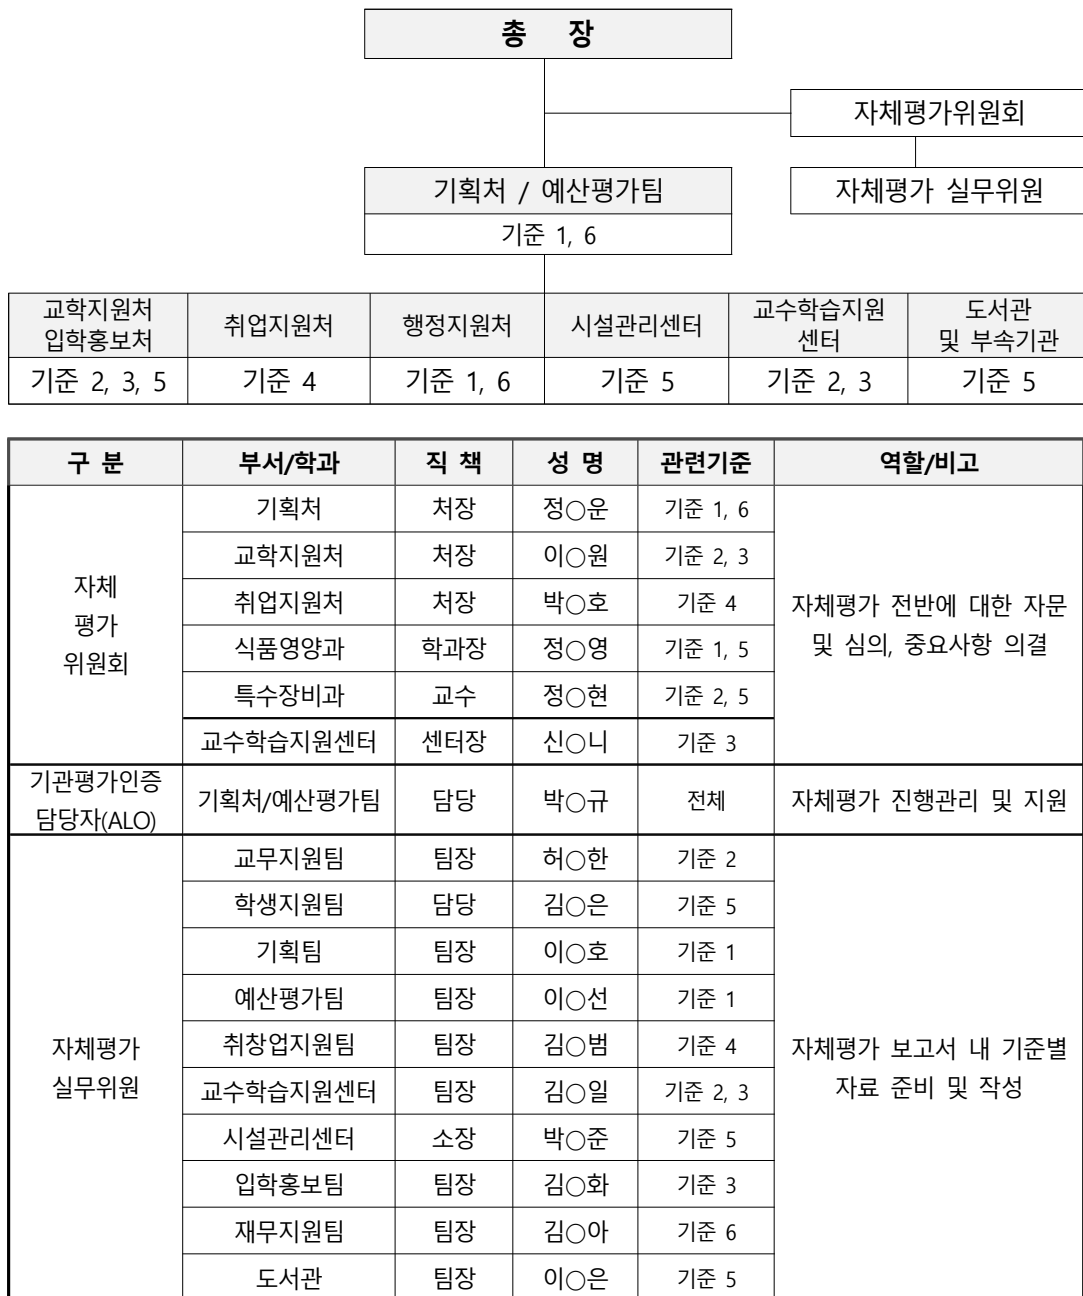 총 장
자체평가위원회
기획처 / 예산평가팀
자체평가 실무위원
기준 1, 6
교학지원처
입학홍보처
취업지원처
행정지원처
시설관리센터
교수학습지원
센터
도서관
및 부속기관
기준 2, 3, 5
기준 4
기준 1, 6
기준 5
기준 2, 3
기준 5
구 분 부서/학과 직 책 성 명 관련기준 역할/비고
자체
평가
위원회
기획처 처장 정○운 기준 1, 6
교학지원처 처장 이○원 기준 2, 3
취업지원처 처장 박○호 기준 4
식품영양과 학과장 정○영 기준 1, 5
특수장비과 교수 정○현 기준 2, 5
교수학습지원센터 센터장 신○니 기준 3
자체평가 전반에 대한 자문
및 심의, 중요사항 의결
기관평가인증
담당자(ALO)
기획처/예산평가팀 담당 박○규 전체 자체평가 진행관리 및 지원
자체평가
실무위원
교무지원팀 팀장 허○한 기준 2
학생지원팀 담당 김○은 기준 5
기획팀 팀장 이○호 기준 1
예산평가팀 팀장 이○선 기준 1
취창업지원팀 팀장 김○범 기준 4
교수학습지원센터 팀장 김○일 기준 2, 3
시설관리센터 소장 박○준 기준 5
입학홍보팀 팀장 김○화 기준 3
재무지원팀 팀장 김○아 기준 6
도서관 팀장 이○은 기준 5
자체평가 보고서 내 기준별
자료 준비 및 작성